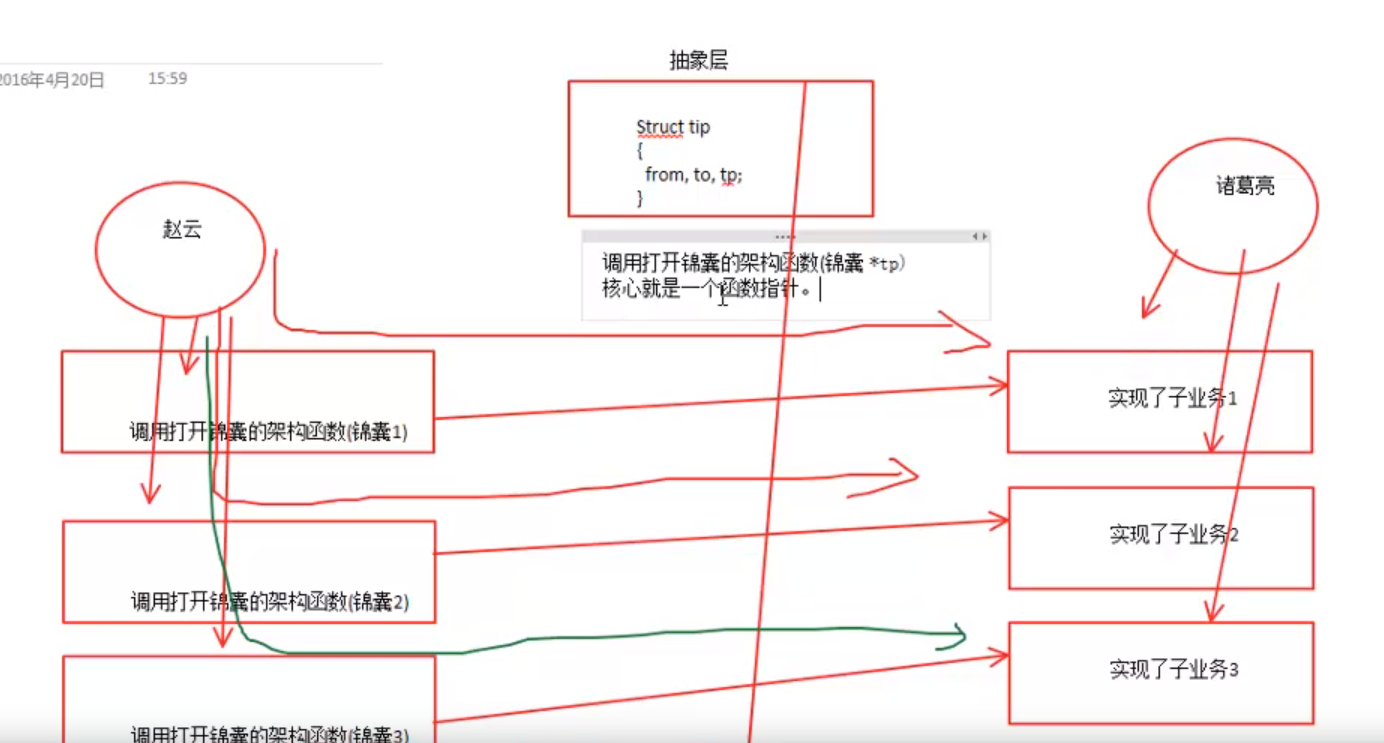 2016年4月20日 15:59
抽象层
Struct tip
{
from, to, tp;
}
诸葛亮
赵云
调用打开锦囊的架构函数(锦囊 *tp)
核心就是一个函数指针。
调用打开锦囊的架构函数(锦囊1)
实现了子业务1
调用打开锦囊的架构函数(锦囊2)
实现了子业务2
调用打开锦囊的架构函数(锦囊3)
实现了子业务3